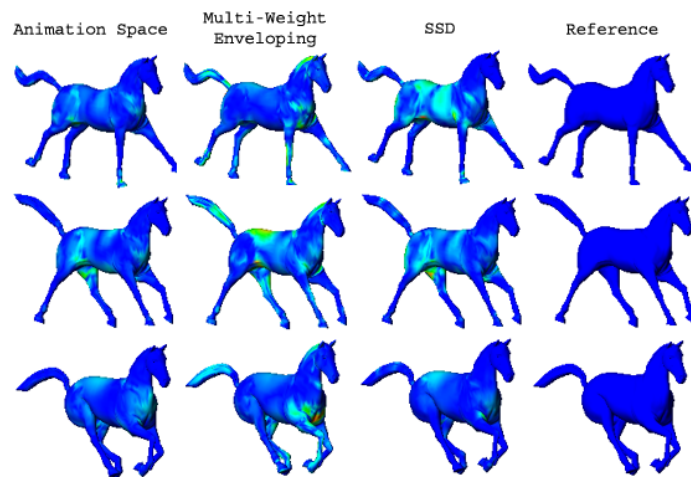 Animation Space
Multi-Weight
Enveloping
SSD
Reference